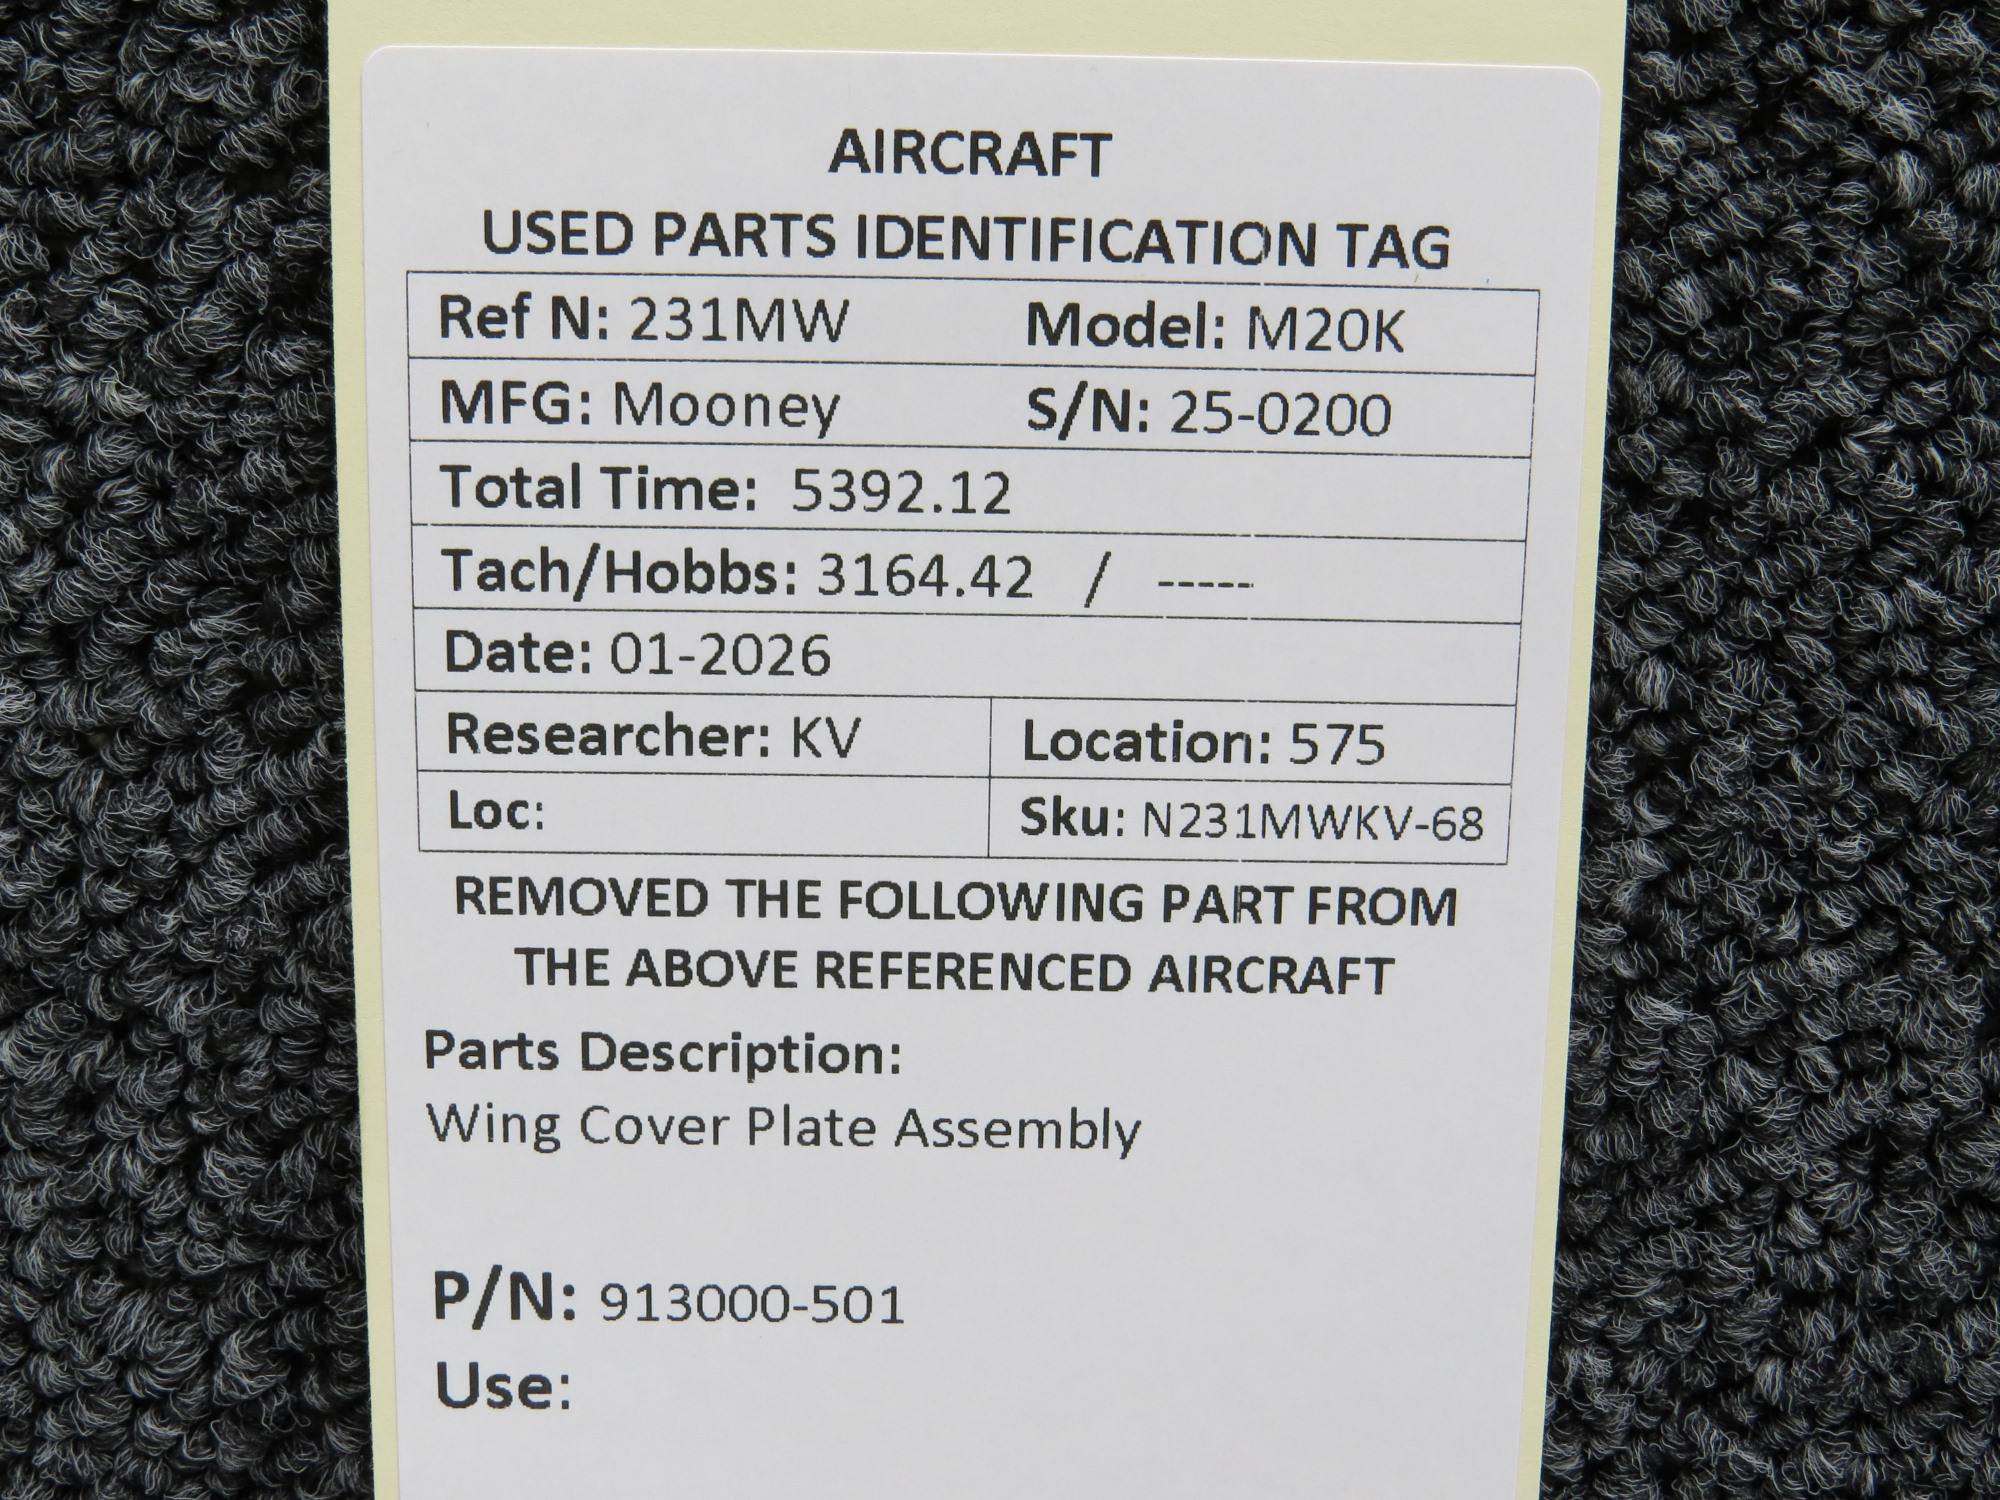 AIRCRAFT
USED PARTS IDENTIFICATION TAG
Ref N: 231MW Model: M20K
MFG: Mooney S/N: 25-0200
Total Time: 5392.12
Tach/Hobbs: 3164.42 / -----
Date: 01-2026
Researcher: KV Location: 575
Loc: Sku: N231MWKV-68
REMOVED THE FOLLOWING PART FROM
THE ABOVE REFERENCED AIRCRAFT
Parts Description:
Wing Cover Plate Assembly
P/N: 913000-501
Use: